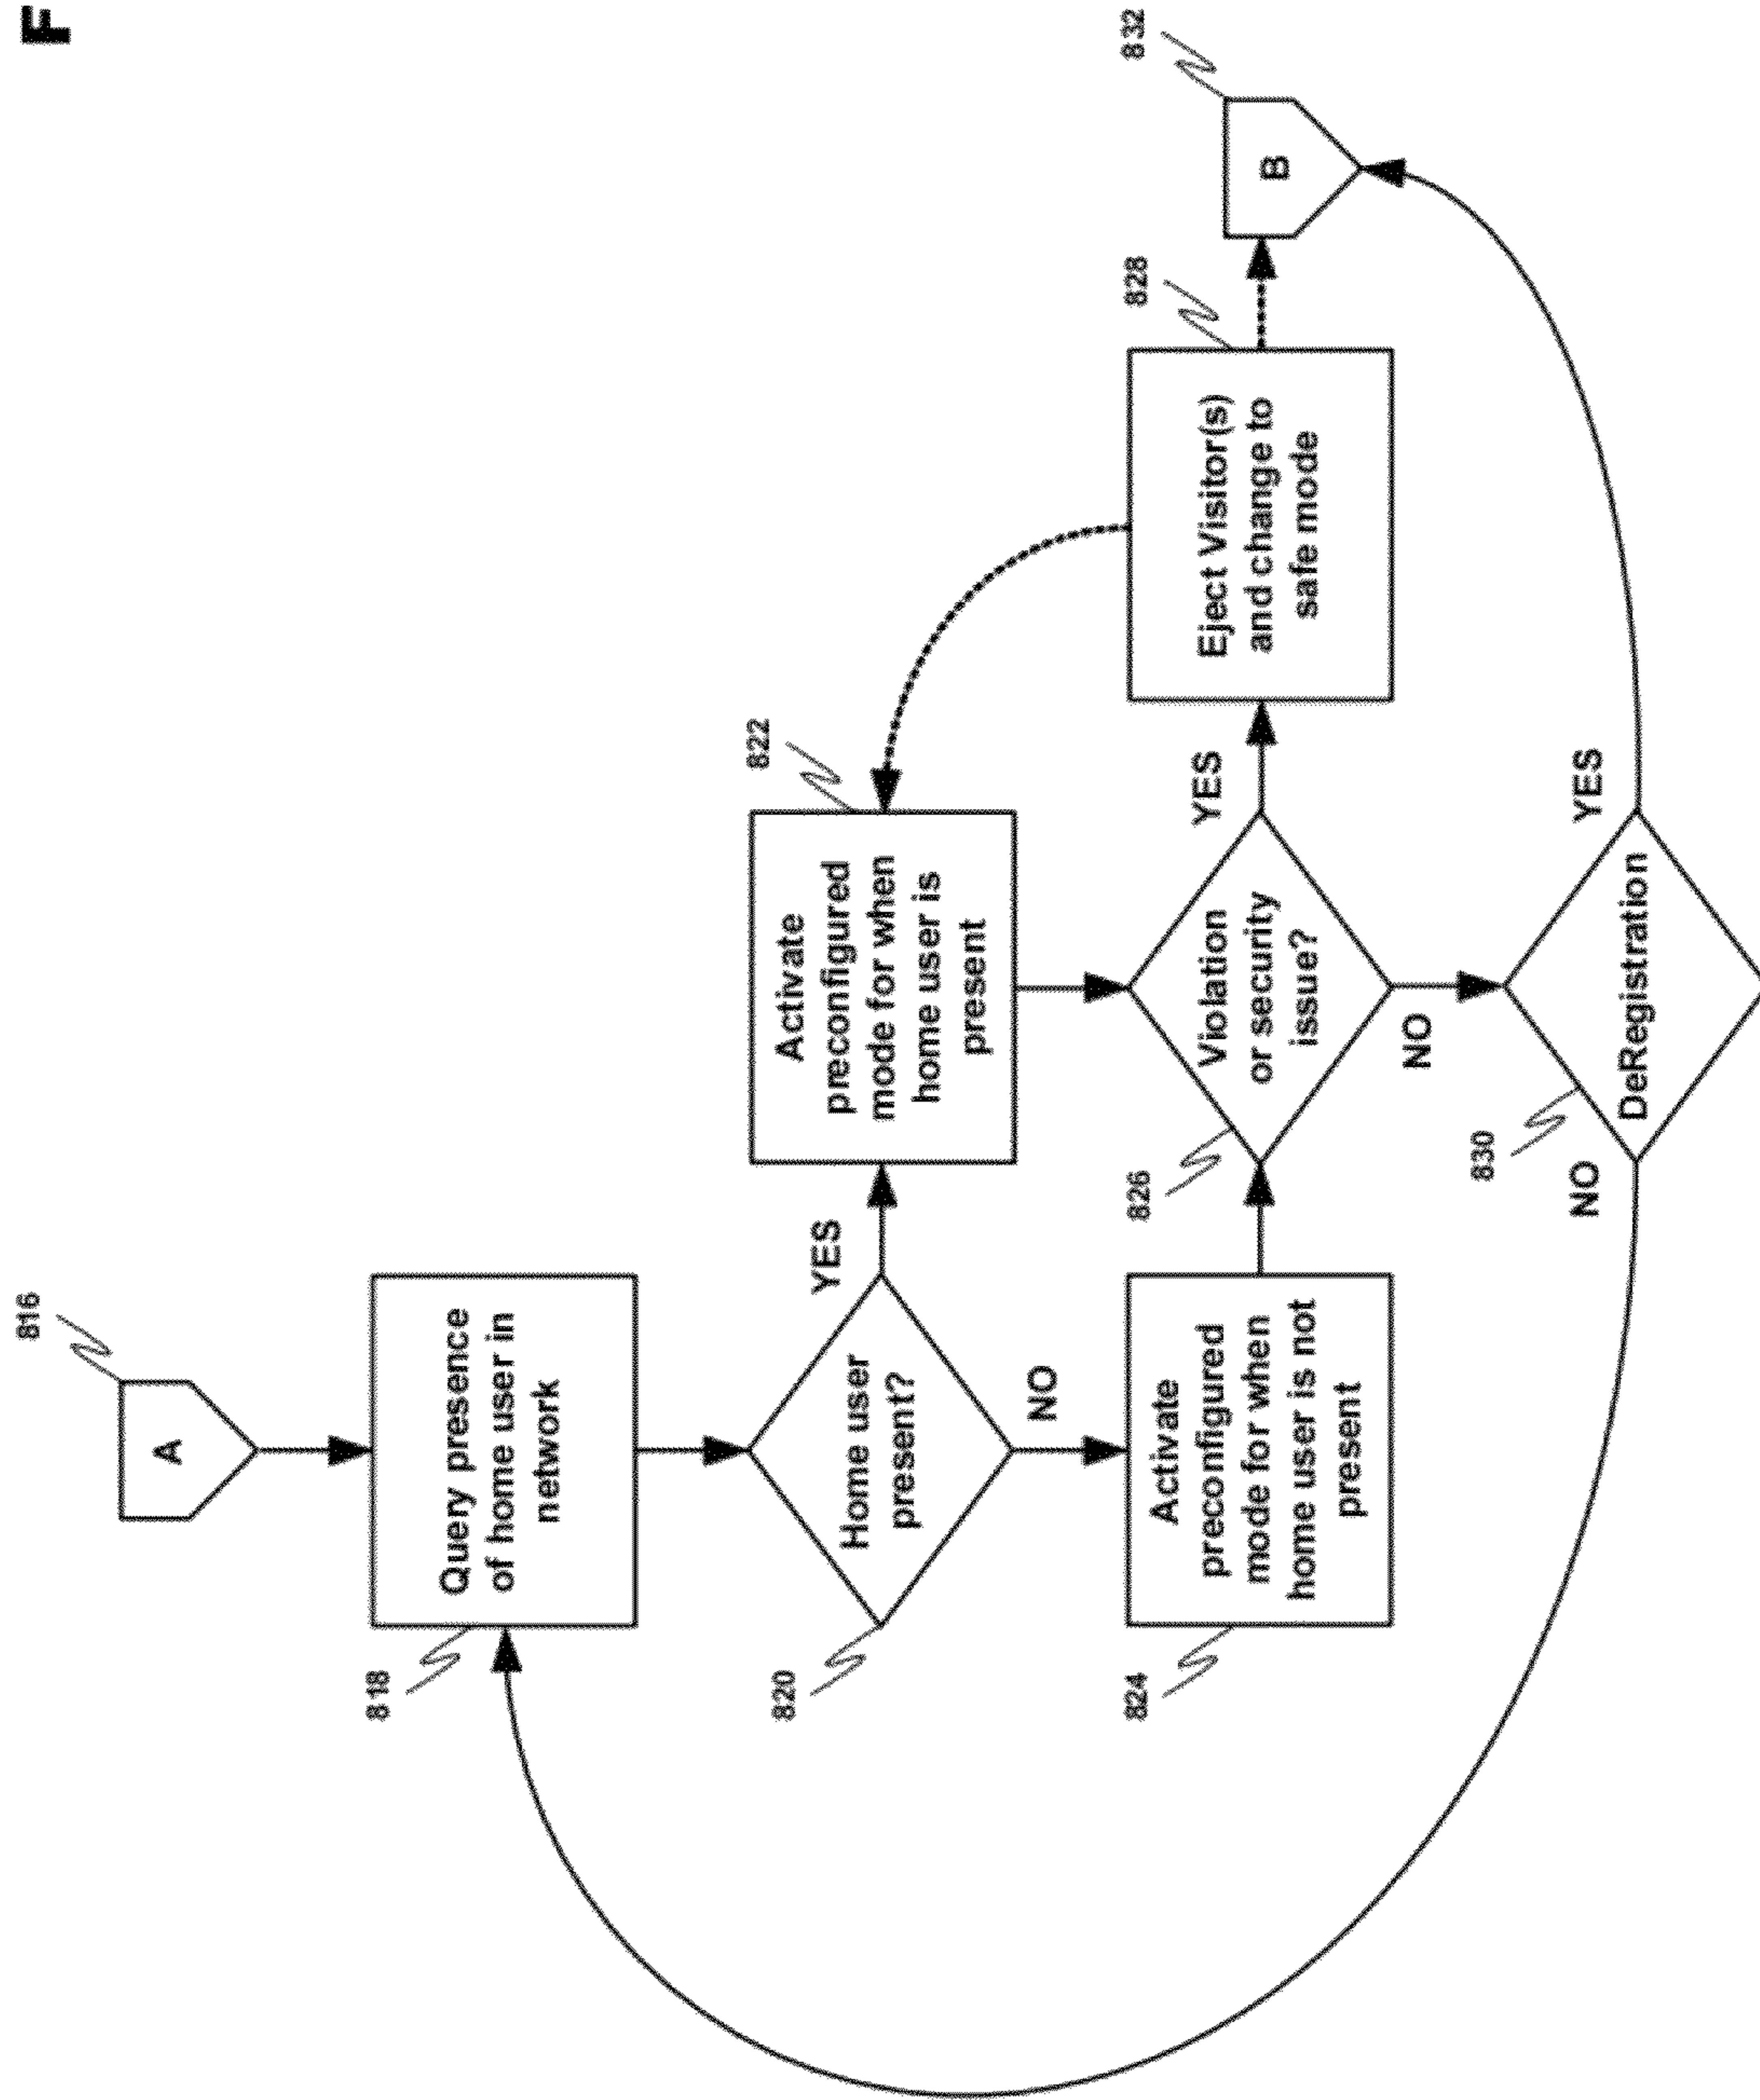 F
816
A
818
Query presence
of home user in
network
820
Home user
present?
YES
NO
822
Activate
preconfigured
mode for when
home user is
present
824
Activate
preconfigured
mode for when
home user is not
present
826
Violation
or security
issue?
YES
NO
828
Eject Visitor(s)
and change to
safe mode
830
DeRegistration
NO
YES
832
B